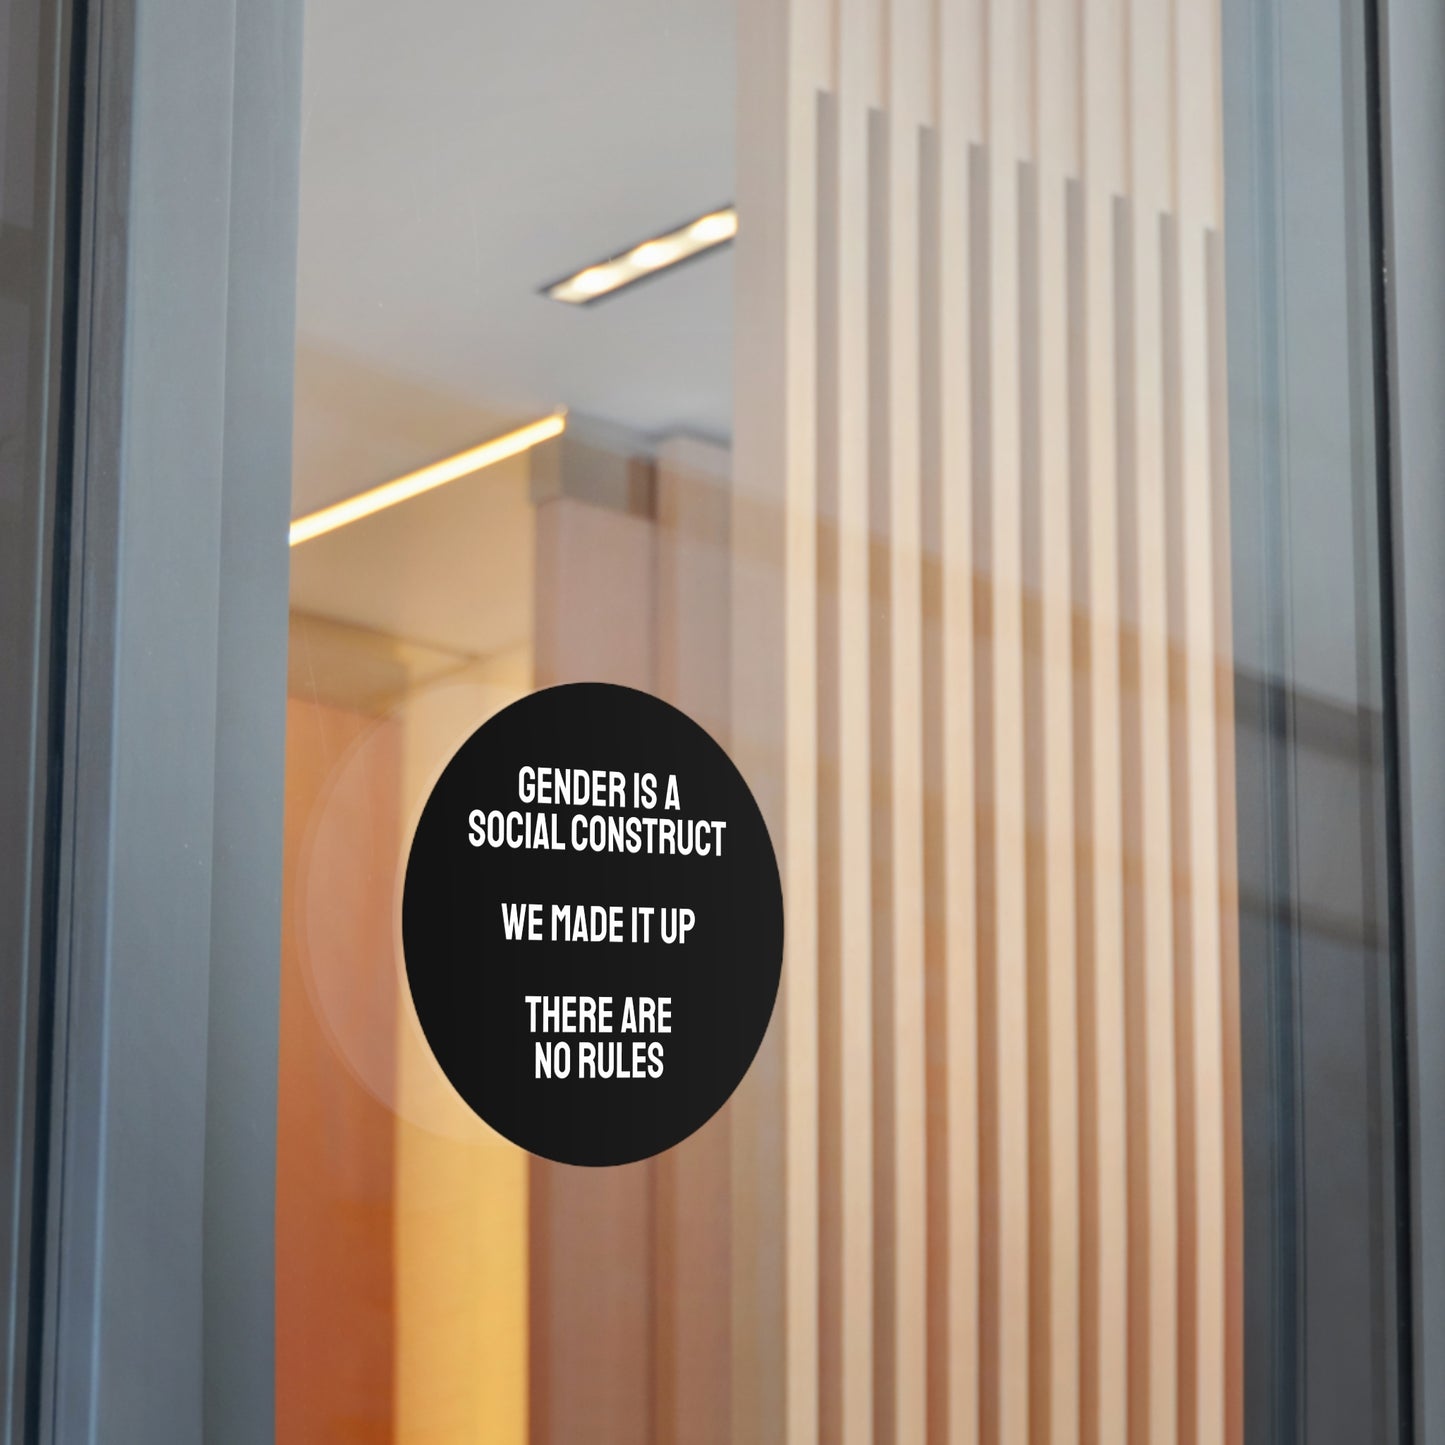 GENDER IS A
SOCIAL CONSTRUCT
WE MADE IT UP
THERE ARE
NO RULES